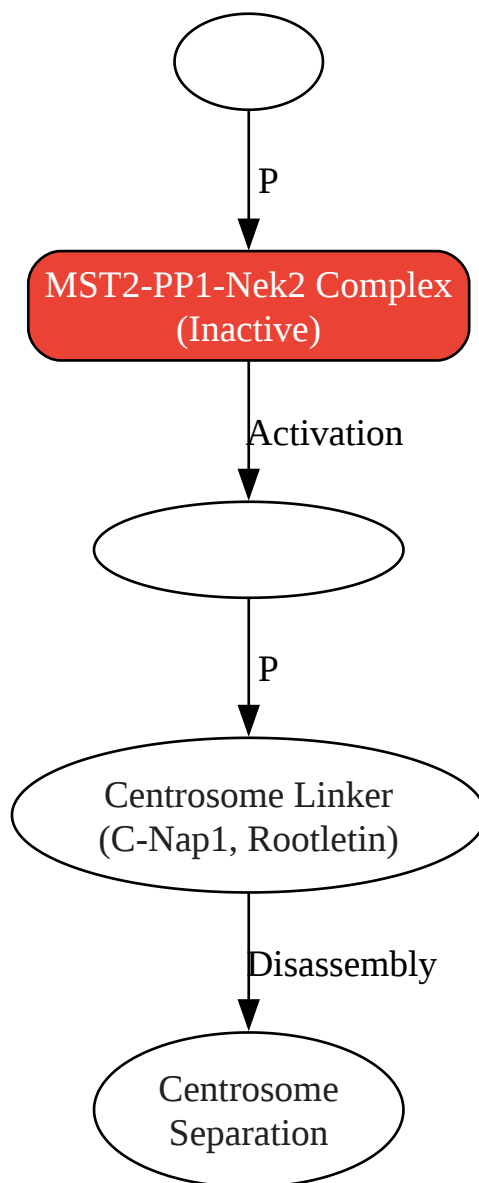 P
MST2-PP1-Nek2 Complex
(Inactive)
Activation
P
Centrosome Linker
(C-Nap1, Rootletin)
Disassembly
Centrosome
Separation